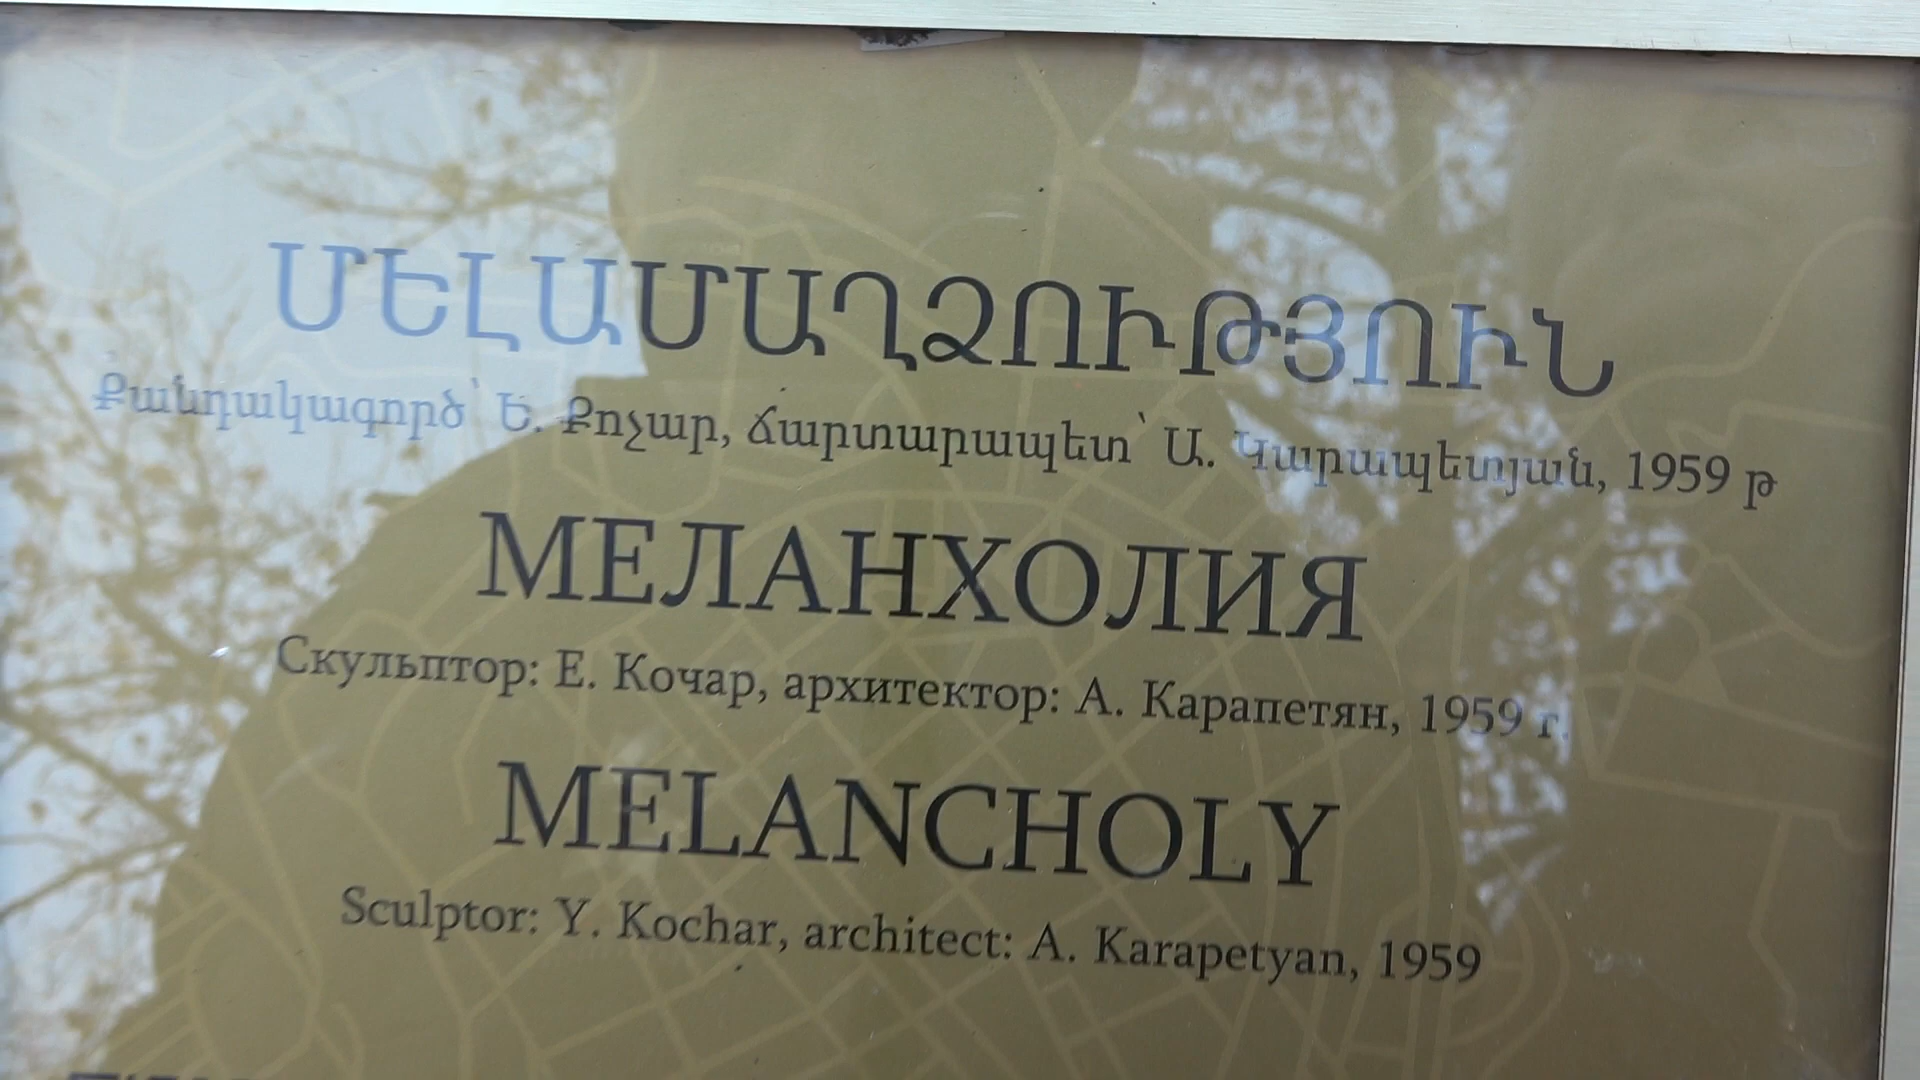 ՄԵԼԱՄԱՂՁՈՒԹՅՈՒՆ
Քանդակագործ՝ Ե. Քոչար, ճարտարապետ՝ Ա. Կարապետյան, 1959 թ
МЕЛАНХОЛИЯ
Скульптор: Е. Кочар, архитектор: А. Карапетян, 1959 г.
MELANCHOLY
Sculptor: Y. Kochar, architect: A. Karapetyan, 1959